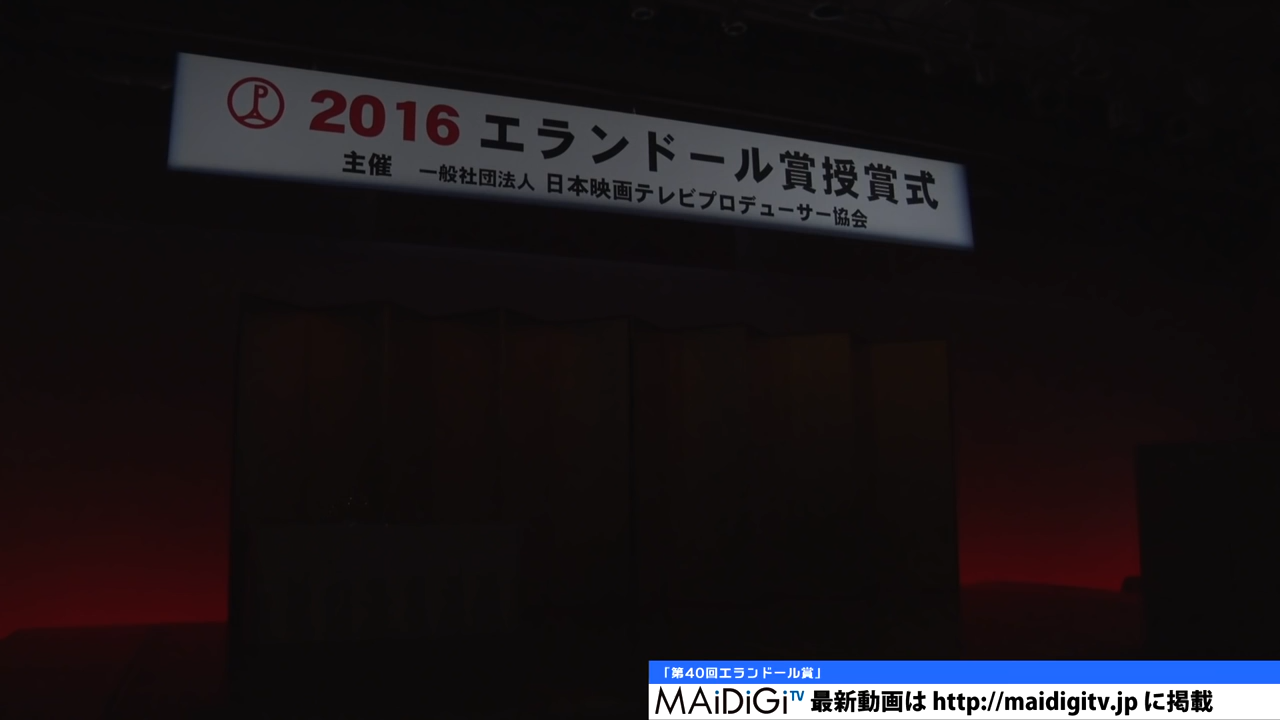 2016 エランドール賞授賞式
主催 一般社団法人 日本映画テレビプロデューサー協会
「第40回エランドール賞」
MAiDiGiTV 最新動画は http://maidigitv.jp に掲載